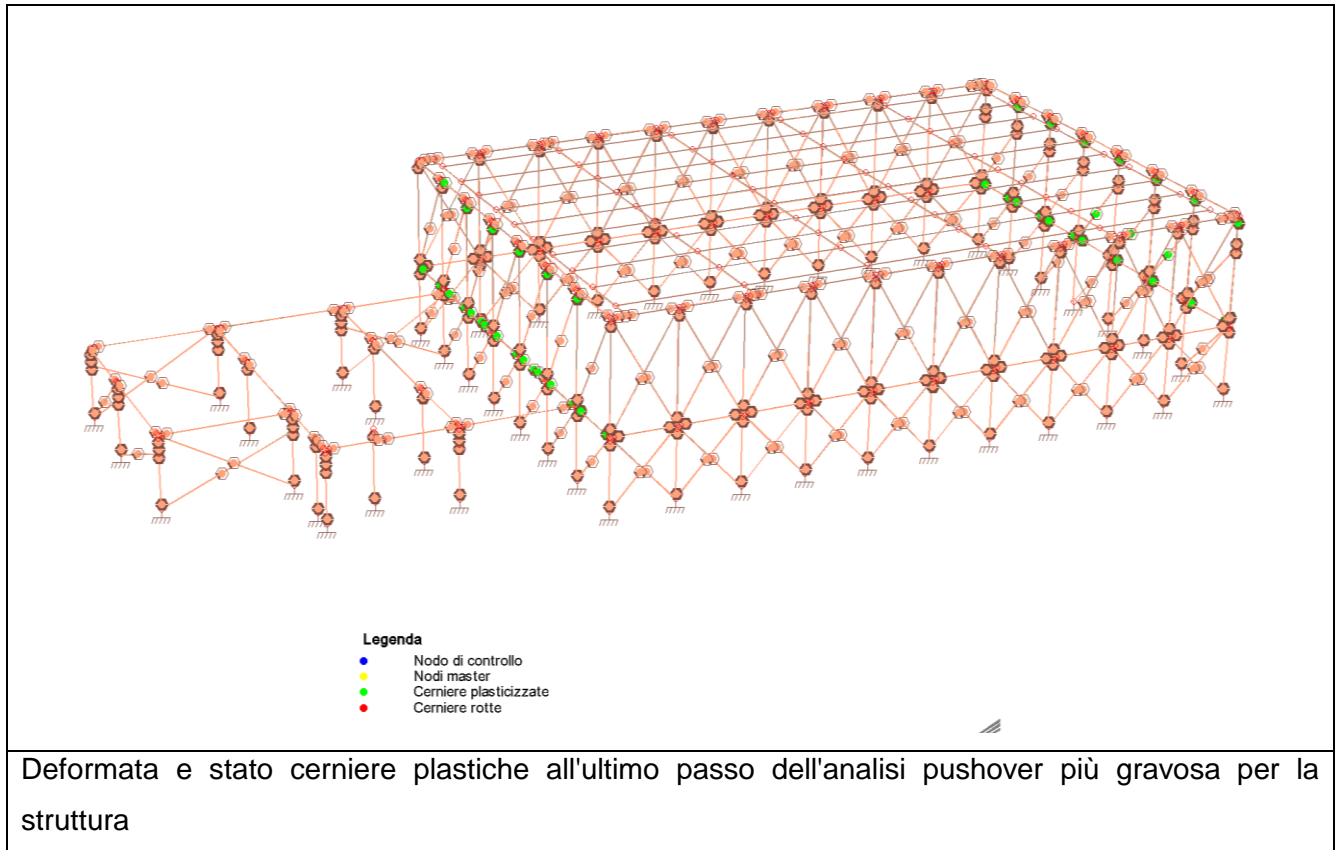 Legenda
Nodo di controllo
Nodi master
Cerniere plasticizzate
Cerniere rotte
Deformata e stato cerniere plastiche all'ultimo passo dell'analisi pushover più gravosa per la
struttura